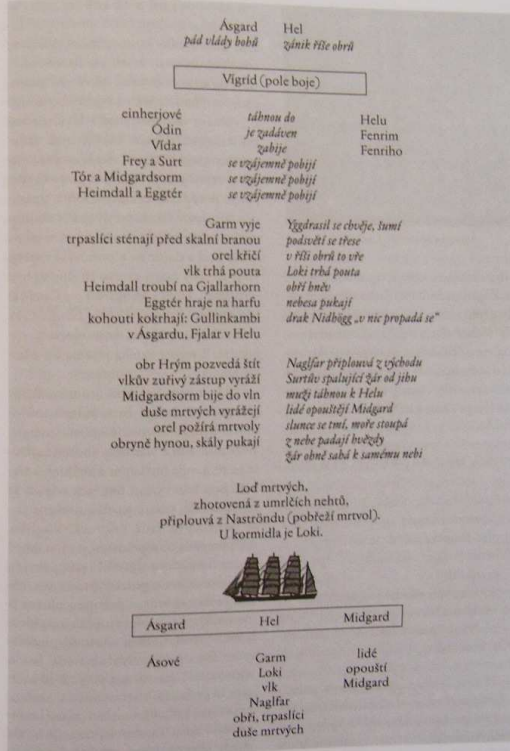 Ásgard Hel
pád vlády bohů zánik říše obrů
Vígríd (pole boje)
einherjové táhnou do Helu
Ódin je zadáven Fenrim
Vídar zabije Fenriho
Frey a Surt se vzájemně pobijí
Tór a Midgardsorm se vzájemně pobijí
Heimdall a Eggtér se vzájemně pobijí
Garm vyje Yggdrasil se chvěje, šumí
trpaslíci sténají před skalní branou podsvětí se třese
orel křičí v říši obrů to vře
vlk trhá pouta Loki trhá pouta
Heimdall troubí na Gjallarhorn obří hněv
Eggtér hraje na harfu nebesa pukají
kohouti kokrhají: Gullinkambi drak Nidhögg „v nic propadá se“
v Ásgardu, Fjalar v Helu
obr Hrým pozvedá štít Naglfar připlouvá z východu
vlkův zuřivý zástup vyráží Surtův spalující žár od jihu
Midgardsorm bije do vln muži táhnou k Helu
duše mrtvých vyrážejí lidé opouštějí Midgard
orel požírá mrtvoly slunce se tmí, moře stoupá
obryně hynou, skály pukají z nebe padají hvězdy
žár ohně sahá k samému nebi
Loď mrtvých,
zhotovená z umrlčích nehtů,
připlouvá z Naströndu (pobřeží mrtvol).
U kormidla je Loki.
Ásgard Hel Midgard
Ásové Garm lidé
Loki opouští
vlk Midgard
Naglfar
obři, trpaslíci
duše mrtvých